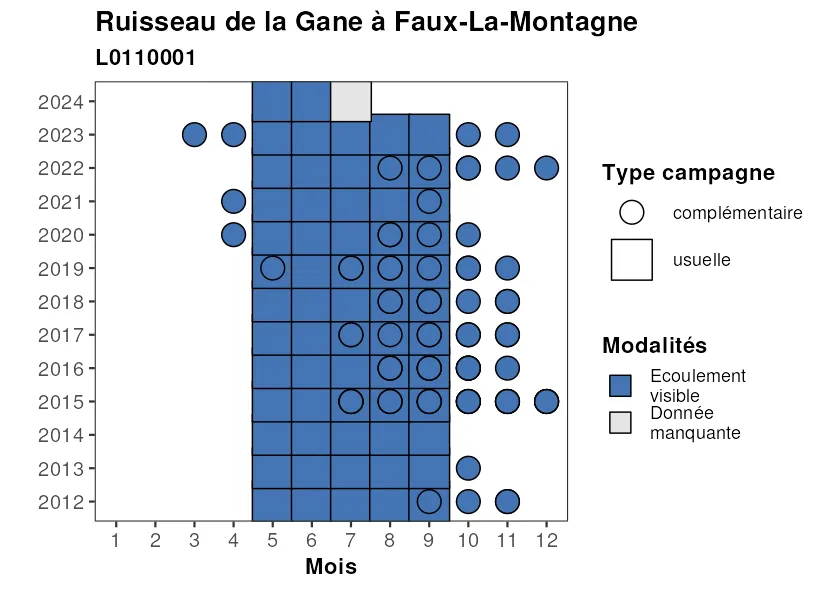 Ruisseau de la Gane à Faux-La-Montagne
L0110001
2024
2023
2022
2021
2020
2019
2018
2017
2016
2015
2014
2013
2012
1 2 3 4 5 6 7 8 9 10 11 12
Mois
Type campagne
complémentaire
usuelle
Modalités
Ecoulement
visible
Donnée
manquante